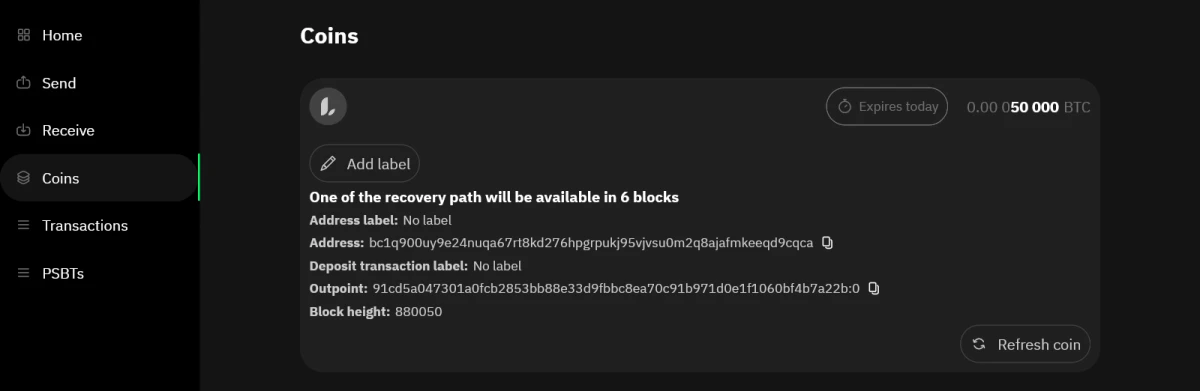 Home
Send
Receive
Coins
Transactions
PSBTs
Coins
Expires today
0.00 050 000 BTC
Add label
One of the recovery path will be available in 6 blocks
Address label: No label
Address: bc1q900uy9e24nuqa67rt8kd276hpgrpukj95vjvsu0m2q8ajafmkeeqd9cqca
Deposit transaction label: No label
Outpoint: 91cd5a047301a0fcb2853bb88e33d9fbbc8ea70c91b971d0e1f1060bf4b7a22b:0
Block height: 880050
Refresh coin